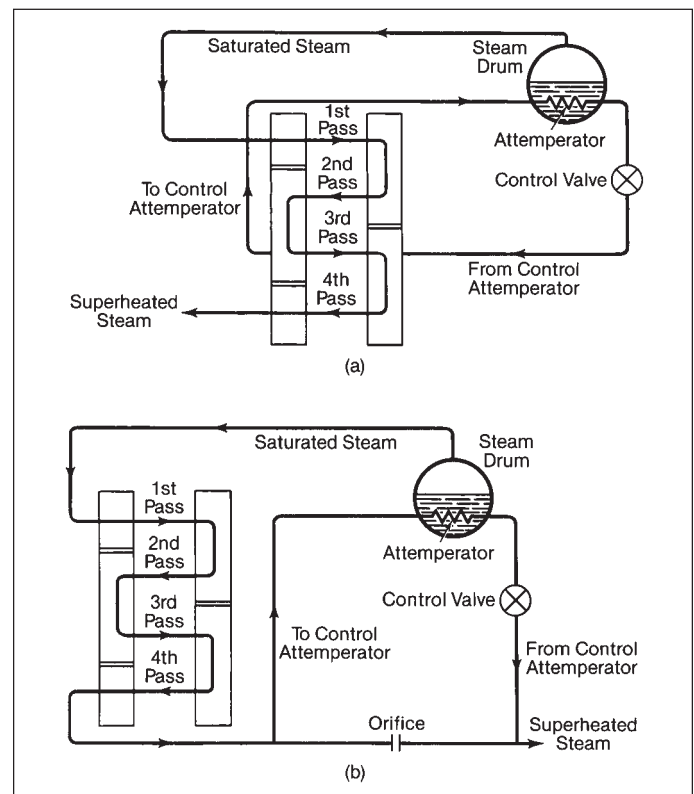 Saturated Steam
Steam
Drum
1st
Pass
Attemperator
2nd
Pass
Control Valve
To Control
Attemperator
3rd
Pass
From Control
Attemperator
4th
Pass
Superheated
Steam
(a)
Saturated Steam
Steam
Drum
1st
Pass
2nd
Pass
Attemperator
3rd
Pass
Control Valve
To Control
Attemperator
4th
Pass
From Control
Attemperator
Orifice
Superheated
Steam
(b)